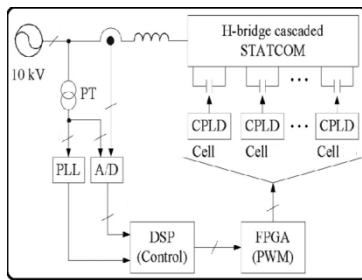 H-bridge cascaded
STATCOM
10 kV
PT
...
CPLD CPLD ... CPLD
Cell Cell Cell
PLL A/D
DSP
(Control)
FPGA
(PWM)